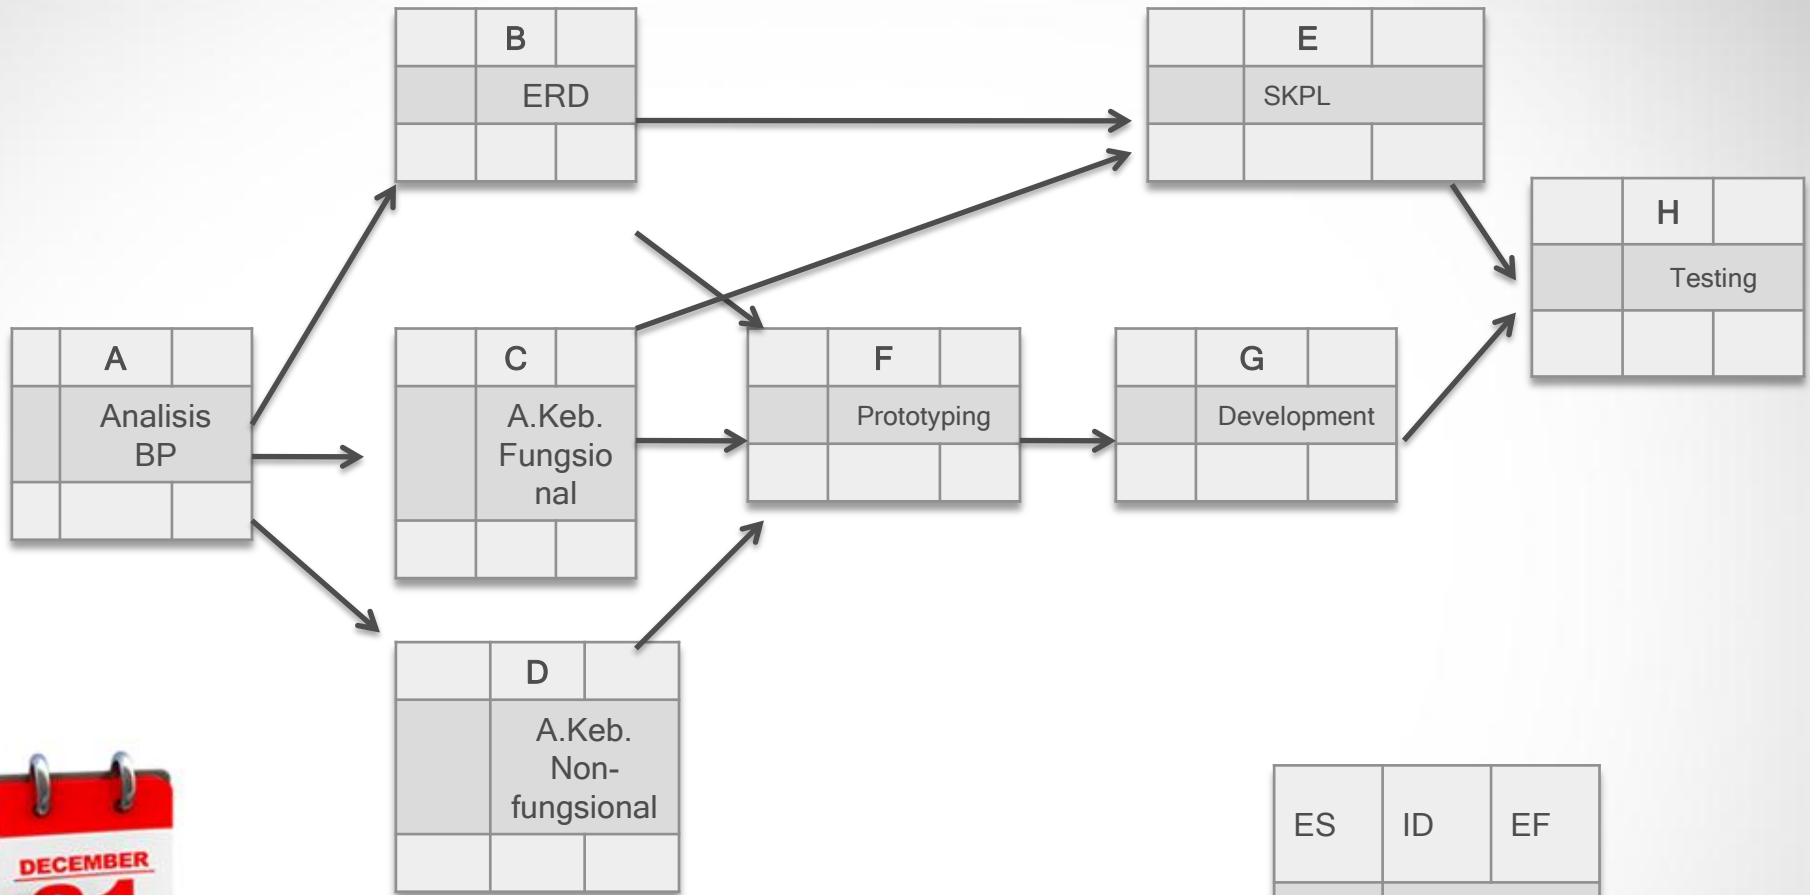 B
ERD
E
SKPL
H
Testing
A
Analisis
BP
C
A.Keb.
Fungsio
nal
F
Prototyping
G
Development
D
A.Keb.
Non-
fungsional
DECEMBER
ES
ID
EF